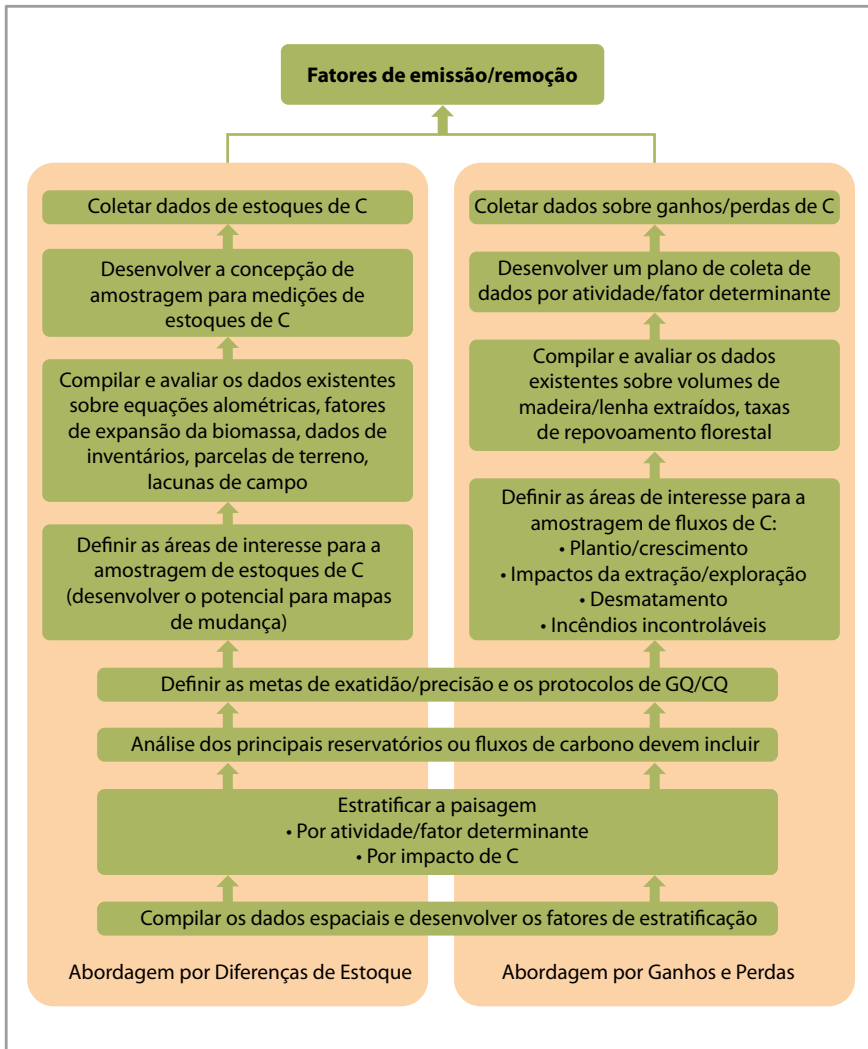 Fatores de emissão/remoção
Coletar dados de estoques de C
Desenvolver a concepção de
amostragem para medições de
estoques de C
Compilar e avaliar os dados existentes
sobre equações alométricas, fatores
de expansão da biomassa, dados de
inventários, parcelas de terreno,
lacunas de campo
Definir as áreas de interesse para a
amostragem de estoques de C
(desenvolver o potencial para mapas
de mudança)
Coletar dados sobre ganhos/perdas de C
Desenvolver um plano de coleta de
dados por atividade/fator determinante
Compilar e avaliar os dados
existentes sobre volumes de
madeira/lenha extraídos, taxas
de repovoamento florestal
Definir as áreas de interesse para a
amostragem de fluxos de C:
• Plantio/crescimento
• Impactos da extração/exploração
• Desmatamento
• Incêndios incontroláveis
Definir as metas de exatidão/precisão e os protocolos de GQ/CQ
Análise dos principais reservatórios ou fluxos de carbono devem incluir
Estratificar a paisagem
• Por atividade/fator determinante
• Por impacto de C
Compilar os dados espaciais e desenvolver os fatores de estratificação
Abordagem por Diferenças de Estoque
Abordagem por Ganhos e Perdas